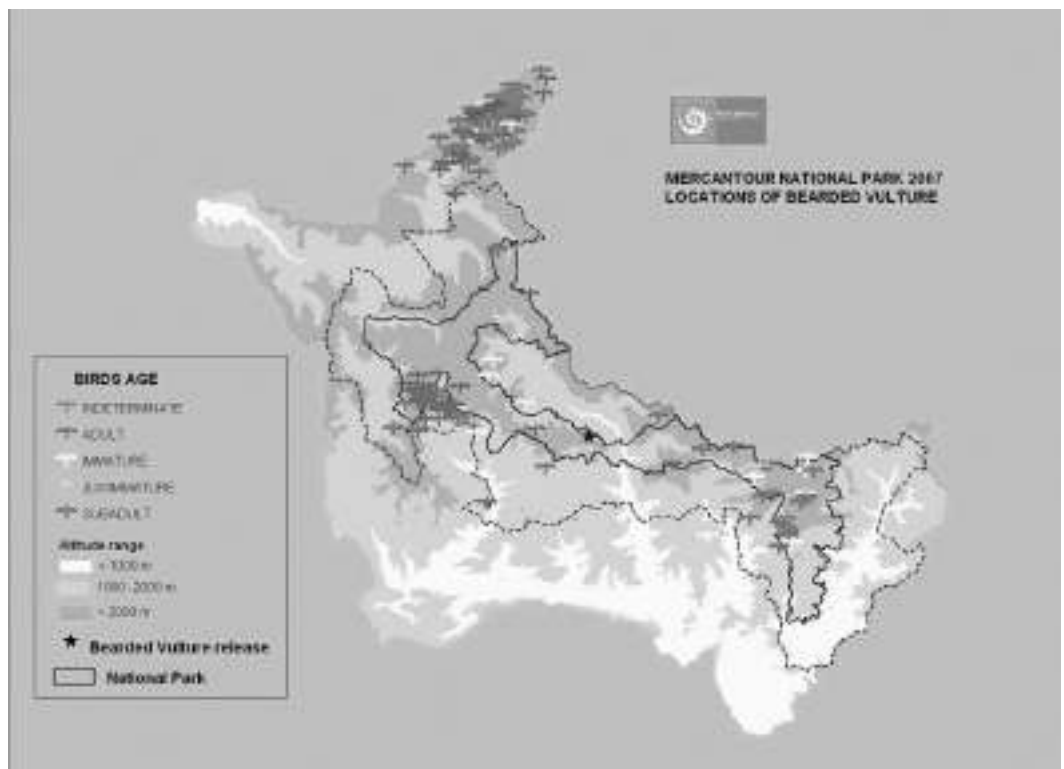 MERCANTOUR NATIONAL PARK 2007
LOCATIONS OF BEARDED VULTURE
BIRDS AGE
INDETERMINATE
ADULT
IMMATURE
SUBADULT
Altitude range
< 1000 m
1000 - 2000 m
> 2000 m
Bearded Vulture release
National Park